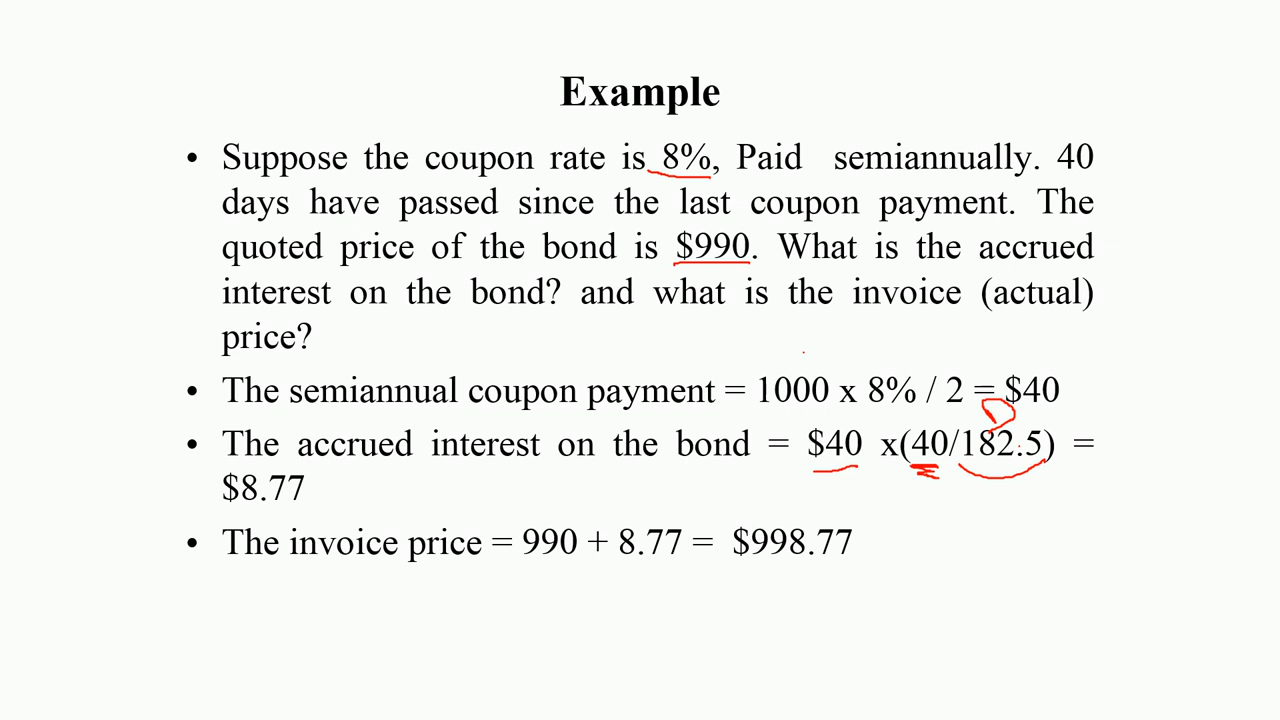 Example
• Suppose the coupon rate is 8%, Paid semiannually. 40
days have passed since the last coupon payment. The
quoted price of the bond is $990. What is the accrued
interest on the bond? and what is the invoice (actual)
price?
• The semiannual coupon payment = 1000 x 8% / 2 = $40
• The accrued interest on the bond = $40 x(40/182.5) =
$8.77
• The invoice price = 990 + 8.77 = $998.77